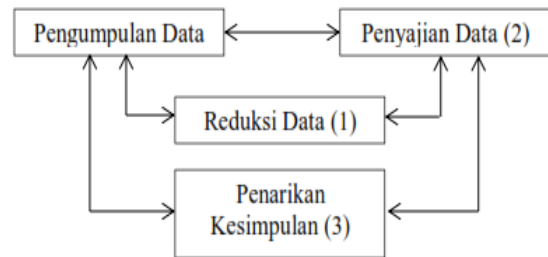 Pengumpulan Data
Penyajian Data (2)
Reduksi Data (1)
Penarikan
Kesimpulan (3)